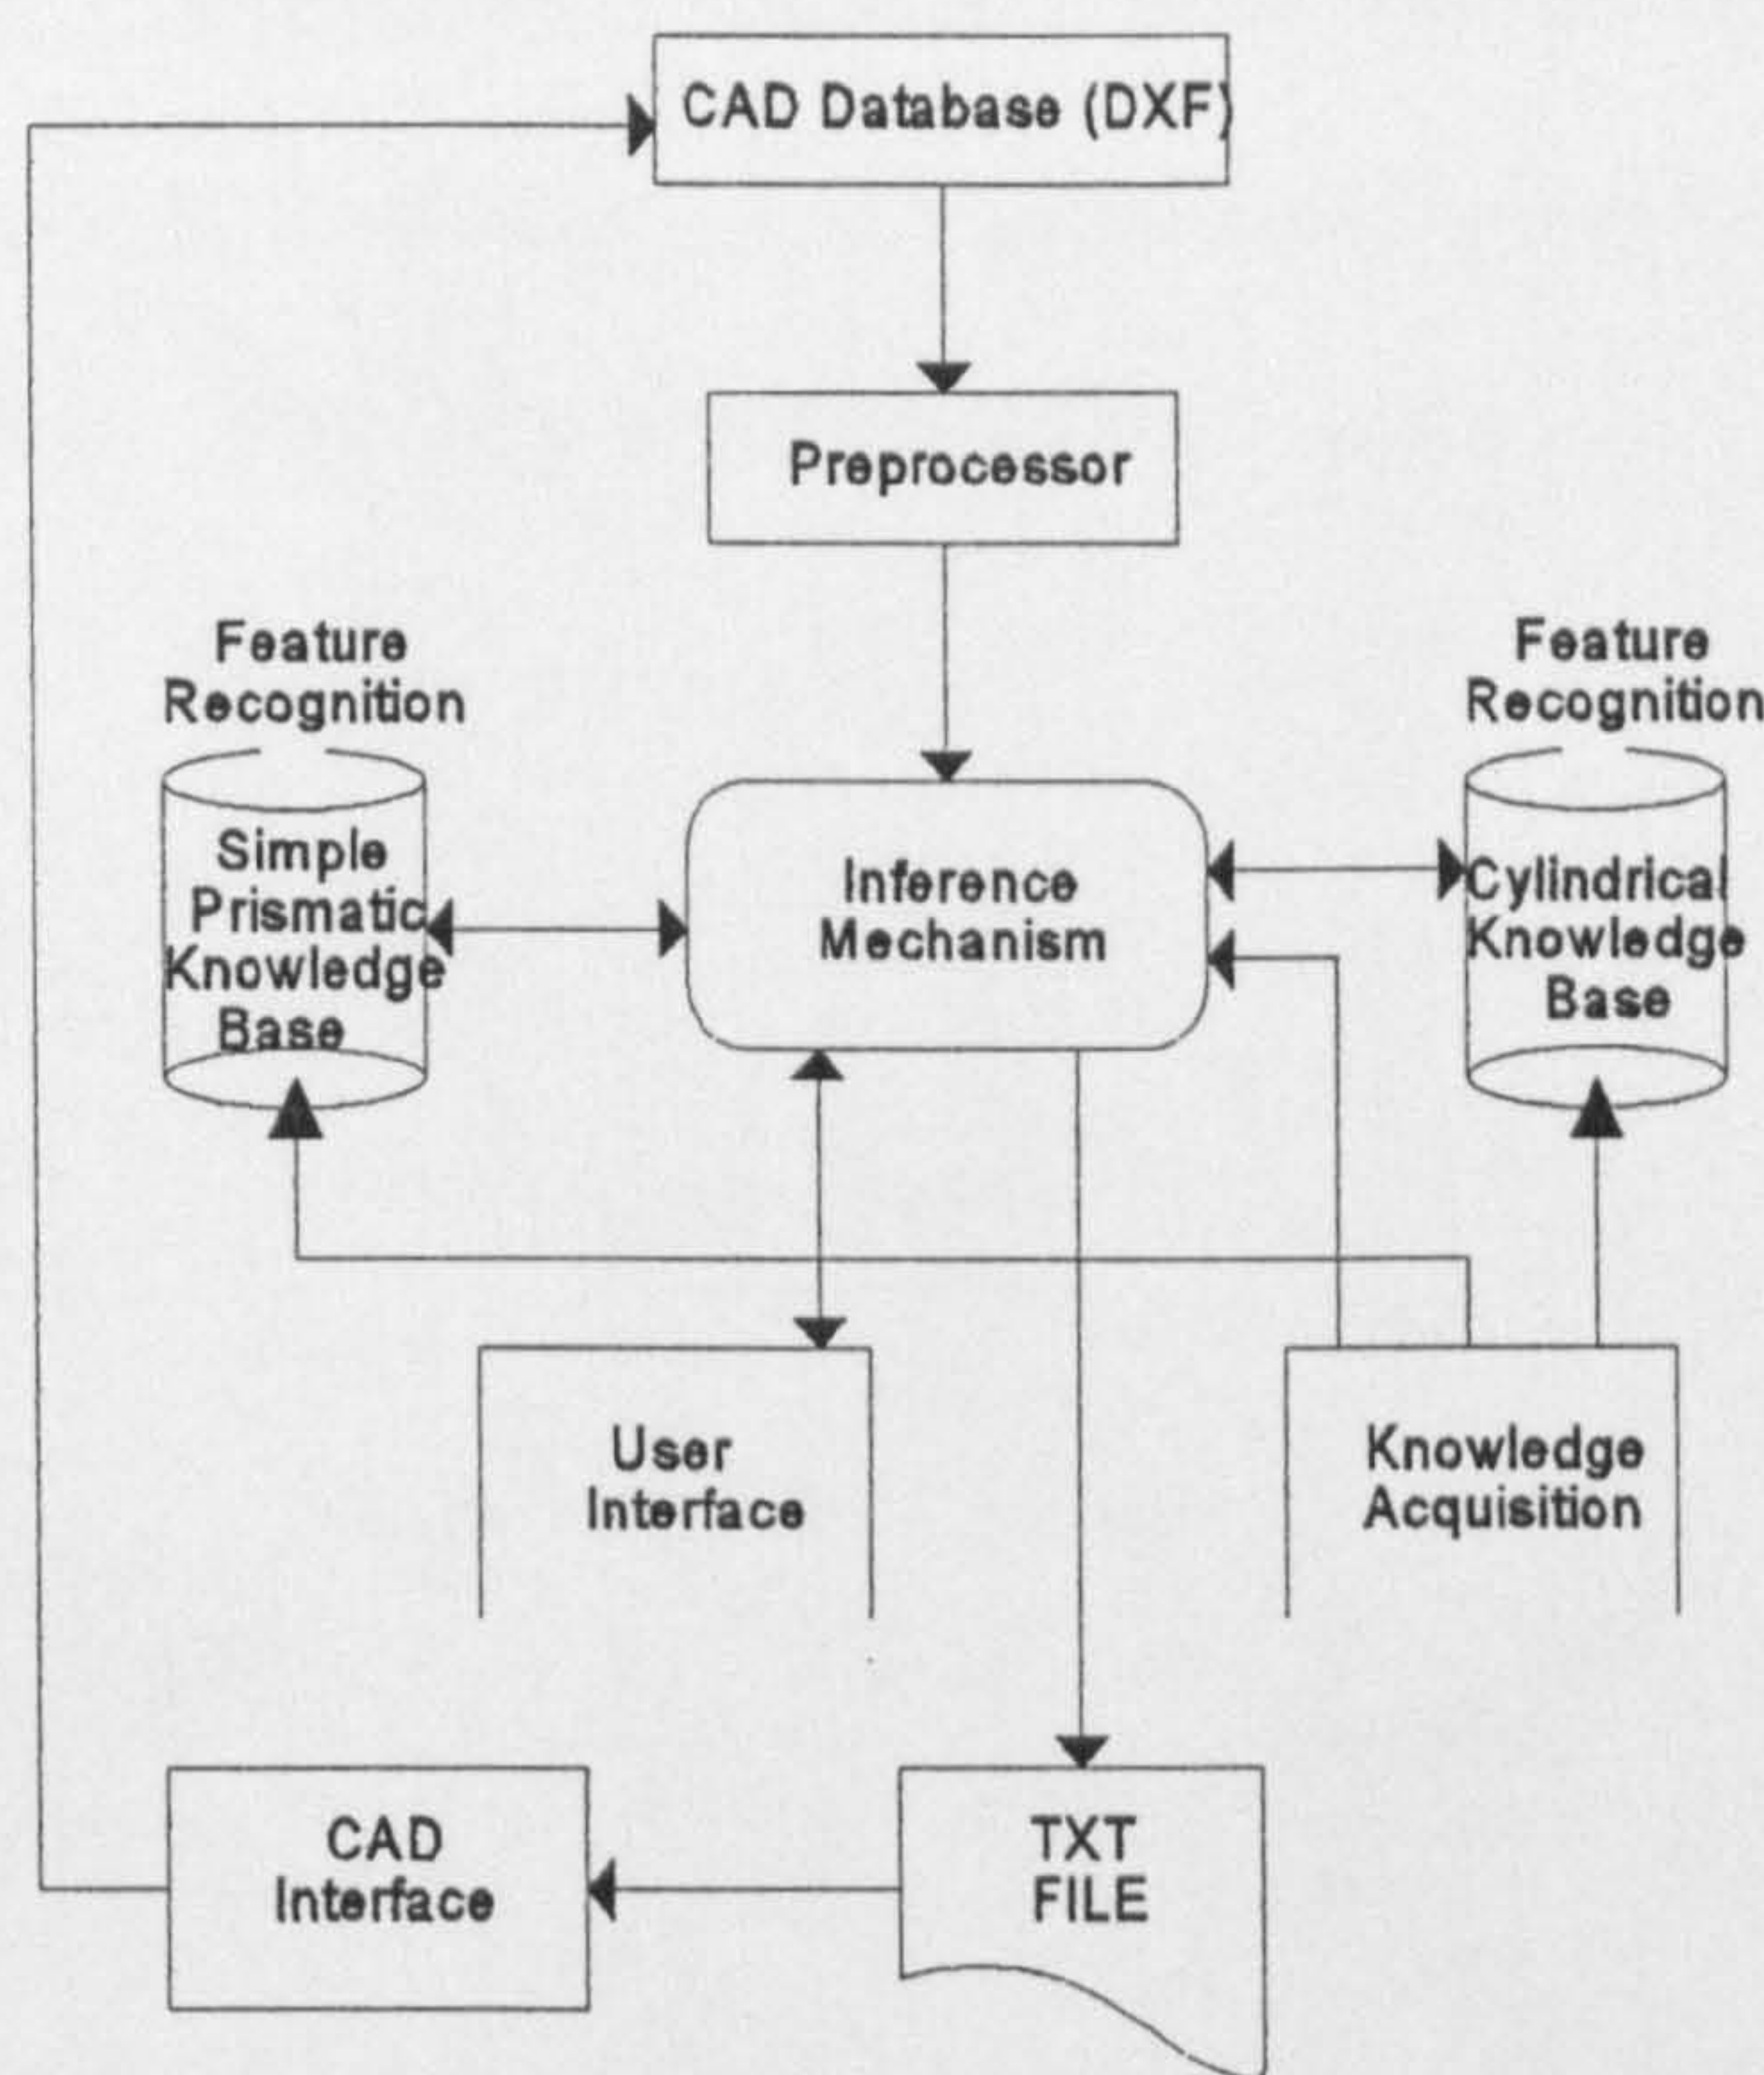 CAD Database (DXF)
Preprocessor
Feature
Recognition
Simple
Prismatic
Knowledge
Base
Inference
Mechanism
Feature
Recognition
Cylindrical
Knowledge
Base
User
Interface
Knowledge
Acquisition
CAD
Interface
TXT
FILE